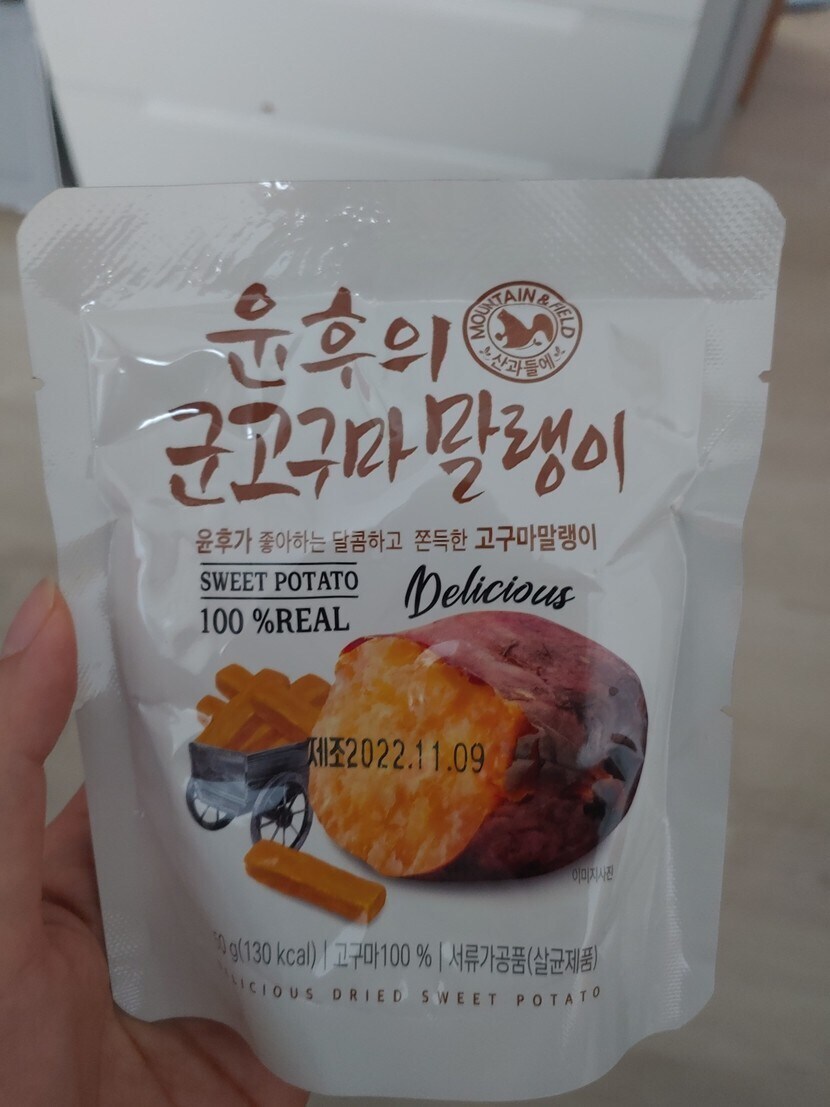 윤후의
MOUNTAIN & FIELD
산과들에
군고구마 말랭이
윤후가 좋아하는 달콤하고 쫀득한 고구마말랭이
SWEET POTATO
100 %REAL
Delicious
제조2022.11.09
이미지사진
(130 kcal) | 고구마100 % | 서류가공품(살균제품)
DRIED SWEET POTATO